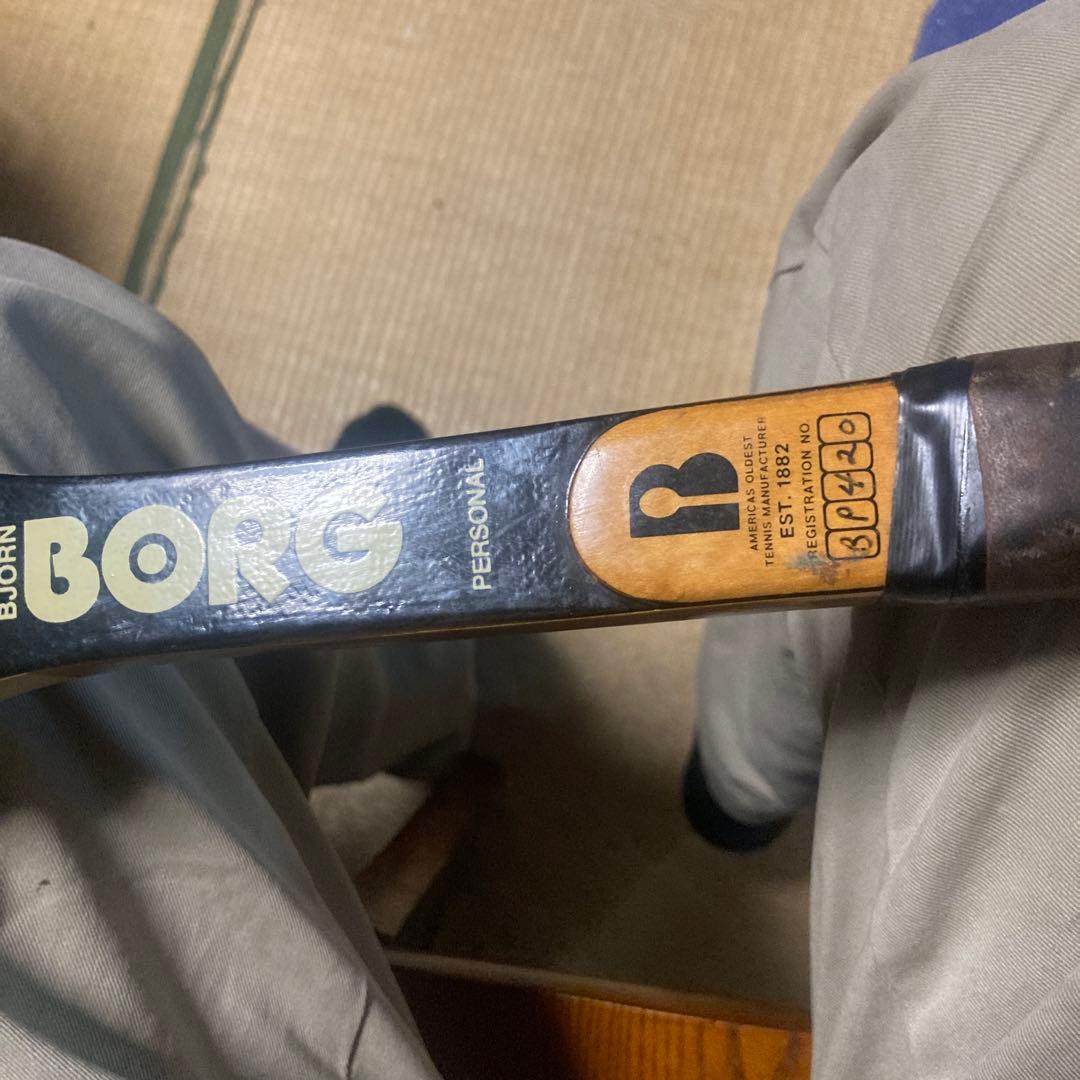 BJORN
BORG
PERSONAL
B
AMERICAS OLDEST
TENNIS MANUFACTURER
EST. 1882
REGISTRATION NO.
BP420